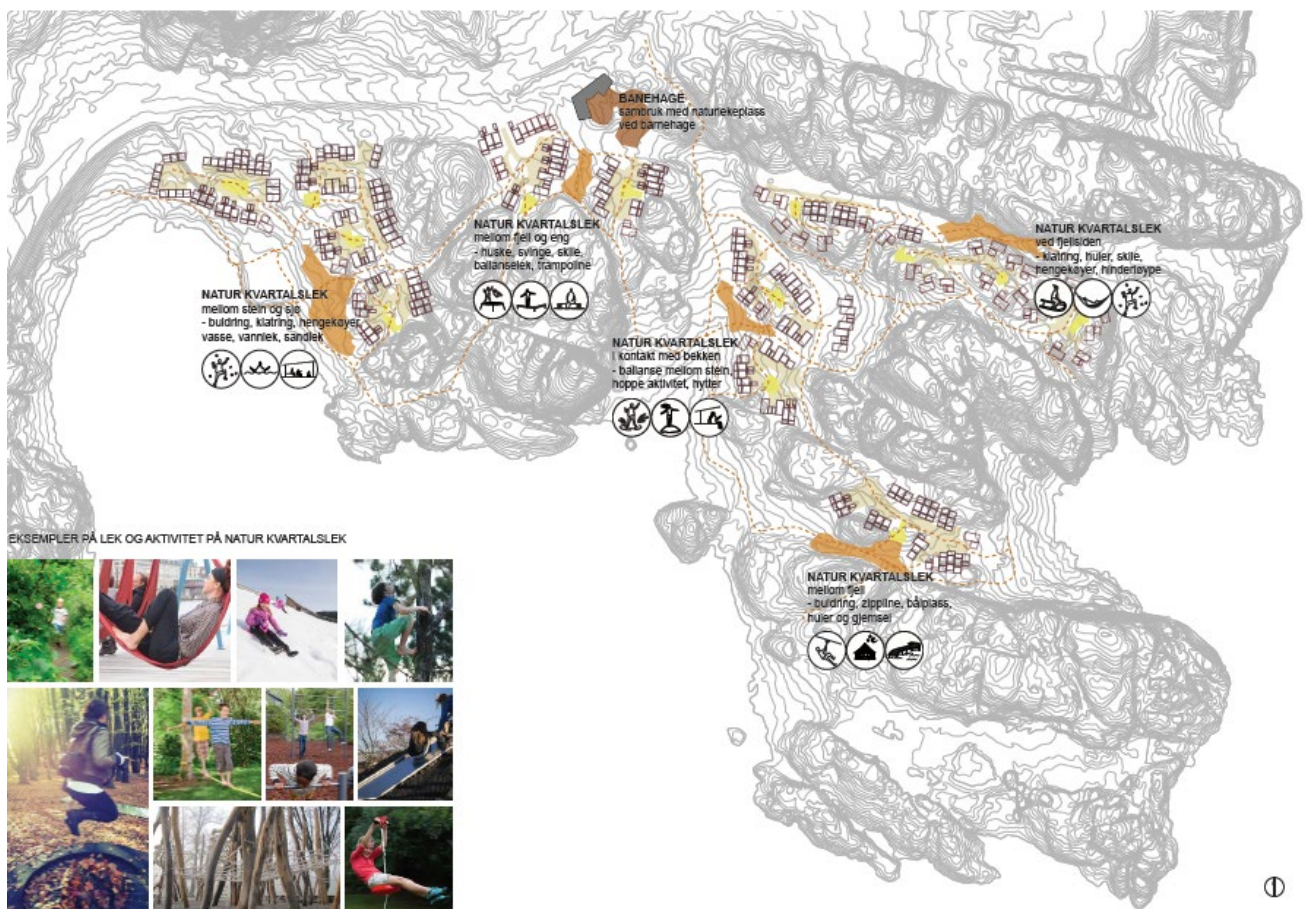 BANEHAGE
sambruk med naturlekeplass
ved barnehage
NATUR KVARTALSLEK
mellom fjell og eng
- huske, svinge, skile,
ballanselek, trampoline
NATUR KVARTALSLEK
ved fjellsiden
- klatring, huler, skile,
hengekøyer, hinderløype
NATUR KVARTALSLEK
mellom stein og sjø
- buldring, klatring, hengekøyer,
vasse, vannlek, sandlek
NATUR KVARTALSLEK
i kontakt med bekken
- ballanse mellom stein,
hoppe aktivitet, hytter
EKSEMPLER PÅ LEK OG AKTIVITET PÅ NATUR KVARTALSLEK
NATUR KVARTALSLEK
mellom fjell
- buldring, zippline, bålplass,
huler og gjemsel